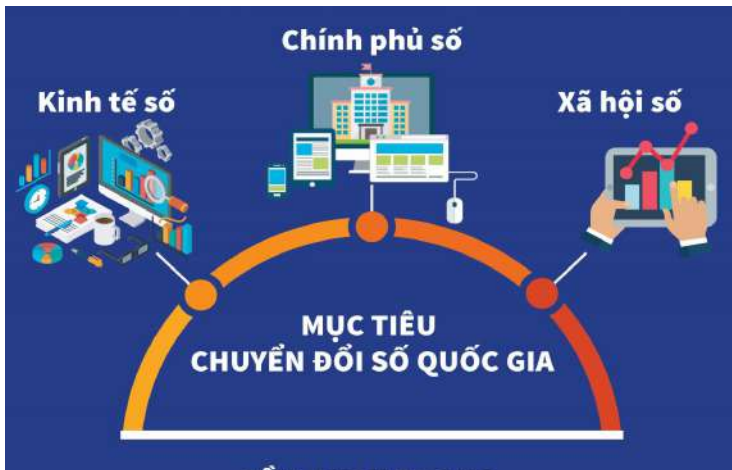 Chính phủ số
Kinh tế số
Xã hội số
MỤC TIÊU
CHUYỂN ĐỔI SỐ QUỐC GIA